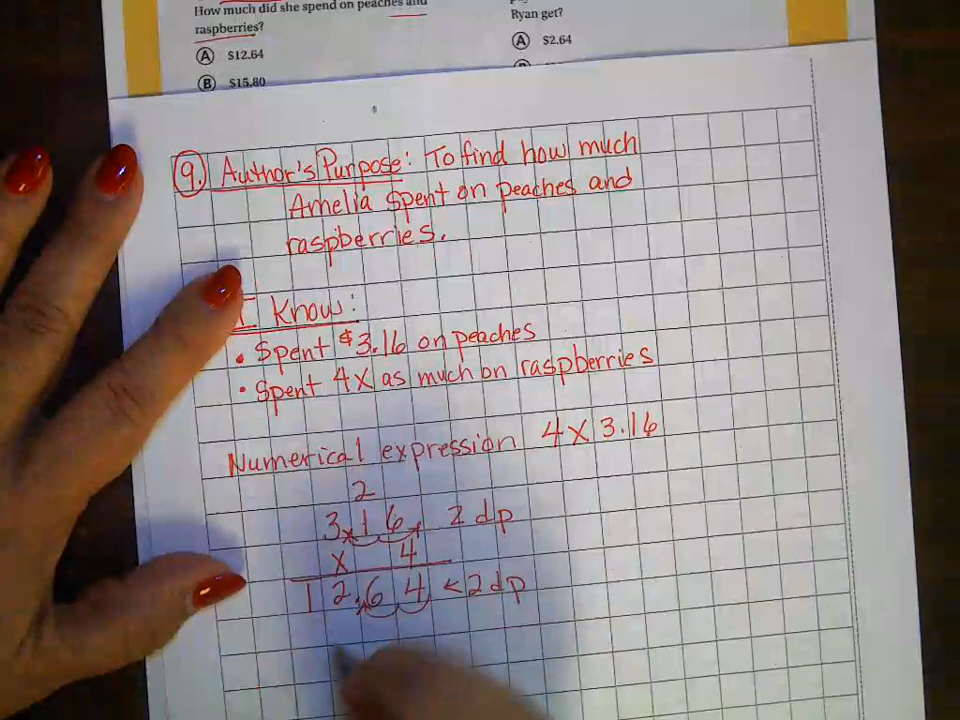 How much did she spend on peaches and
raspberries?
A $12.64
B $15.80
Ryan get?
A $2.64
9. Author's Purpose: To find how much
Amelia spent on peaches and
raspberries.
I Know:
• Spent $3.16 on peaches
• Spent 4X as much on raspberries
Numerical expression 4 X 3.16
2
3.16 2 dp
x 4
12.64 < 2 dp